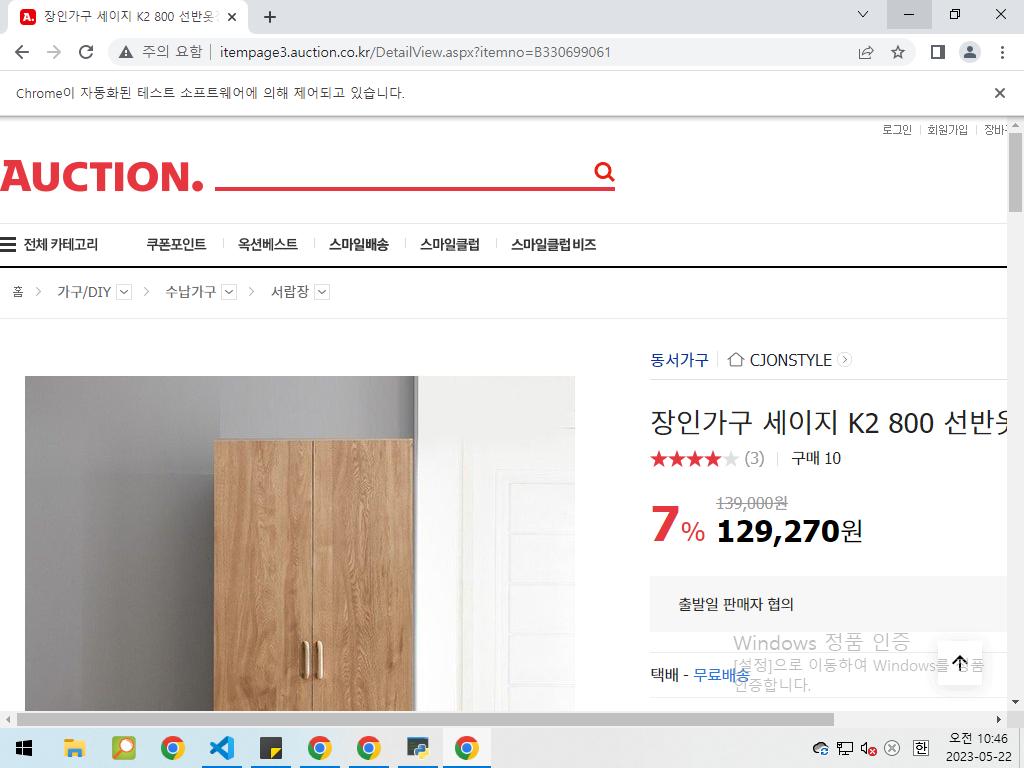 장인가구 세이지 K2 800 선반옷
주의 요함
itempage3.auction.co.kr/DetailView.aspx?itemno=B330699061
Chrome이 자동화된 테스트 소프트웨어에 의해 제어되고 있습니다.
로그인 회원가입 장바
AUCTION.
전체 카테고리 쿠폰포인트 옥션베스트 스마일배송 스마일클럽 스마일클럽 비즈
홈 가구/DIY 수납가구 서랍장
동서가구 CJONSTYLE
장인가구 세이지 K2 800 선반옷
(3) 구매 10
7% 139,000원
129,270원
출발일 판매자 협의
Windows 정품 인증
택배 - 무료배송
[설정]으로 이동하여 Windows를 정품
인증합니다.
한
오전 10:46
2023-05-22